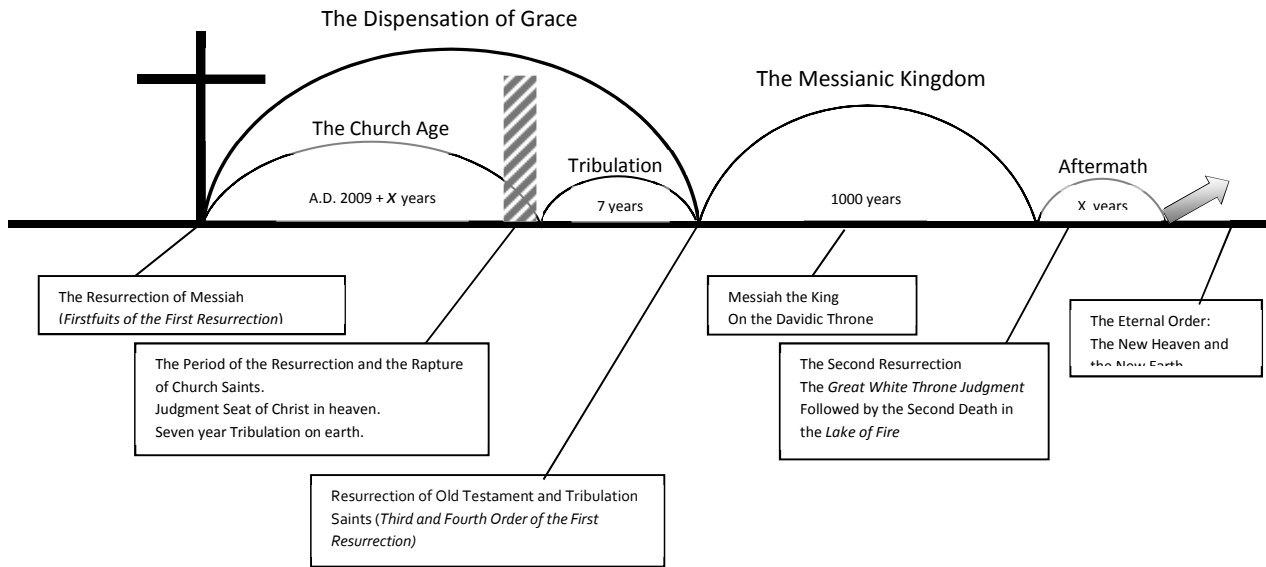 The Dispensation of Grace
The Messianic Kingdom
The Church Age
Tribulation
Aftermath
A.D. 2009 + X years
7 years
1000 years
X years
The Resurrection of Messiah
(Firstfuits of the First Resurrection)
Messiah the King
On the Davidic Throne
The Eternal Order:
The New Heaven and
the New Earth
The Period of the Resurrection and the Rapture
of Church Saints.
Judgment Seat of Christ in heaven.
Seven year Tribulation on earth.
The Second Resurrection
The Great White Throne Judgment
Followed by the Second Death in
the Lake of Fire
Resurrection of Old Testament and Tribulation
Saints (Third and Fourth Order of the First
Resurrection)